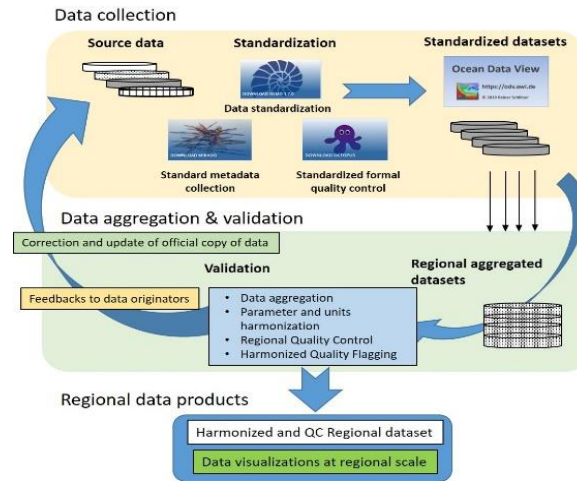 Data collection
Source data
Standardization
Standardized datasets
Ocean Data View
https://odv.awi.de
Data standardization
Standard metadata
collection
Standardized formal
quality control
Data aggregation & validation
Correction and update of official copy of data
Validation
Regional aggregated
datasets
Feedbacks to data originators
• Data aggregation
• Parameter and units
harmonization
• Regional Quality Control
• Harmonized Quality Flagging
Regional data products
Harmonized and QC Regional dataset
Data visualizations at regional scale